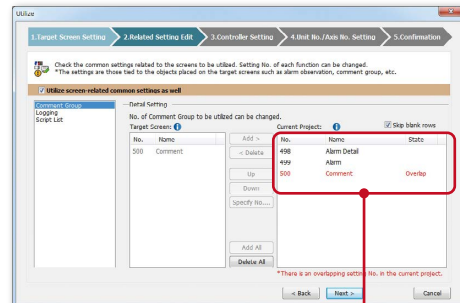 Utilize
1.Target Screen Setting
2.Related Setting Edit
3.Controller Setting
4.Unit No./Axis No. Setting
5.Confirmation
Check the common settings related to the screens to be utilized. Setting No. of each function can be changed.
*The settings are those tied to the objects placed on the target screens such as alarm observation, comment group, etc.
Utilize screen-related common settings as well
Comment Group
Logging
Script List
Detail Setting
No. of Comment Group to be utilized can be changed.
Target Screen:
No. Name
500 Comment
Add >
< Delete
Up
Down
Specify No....
Add All
Delete All
Current Project:
Skip blank rows
No. Name State
498 Alarm Detail
499 Alarm
500 Comment Overlap
*There is an overlapping setting No. in the current project.
< Back
Next >
Cancel